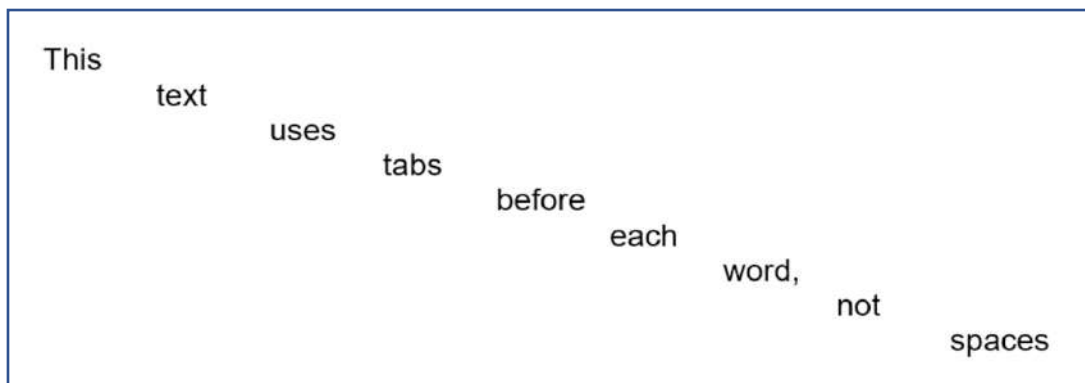 This
	text
		uses
			tabs
				before
					each
						word,
							not
								spaces